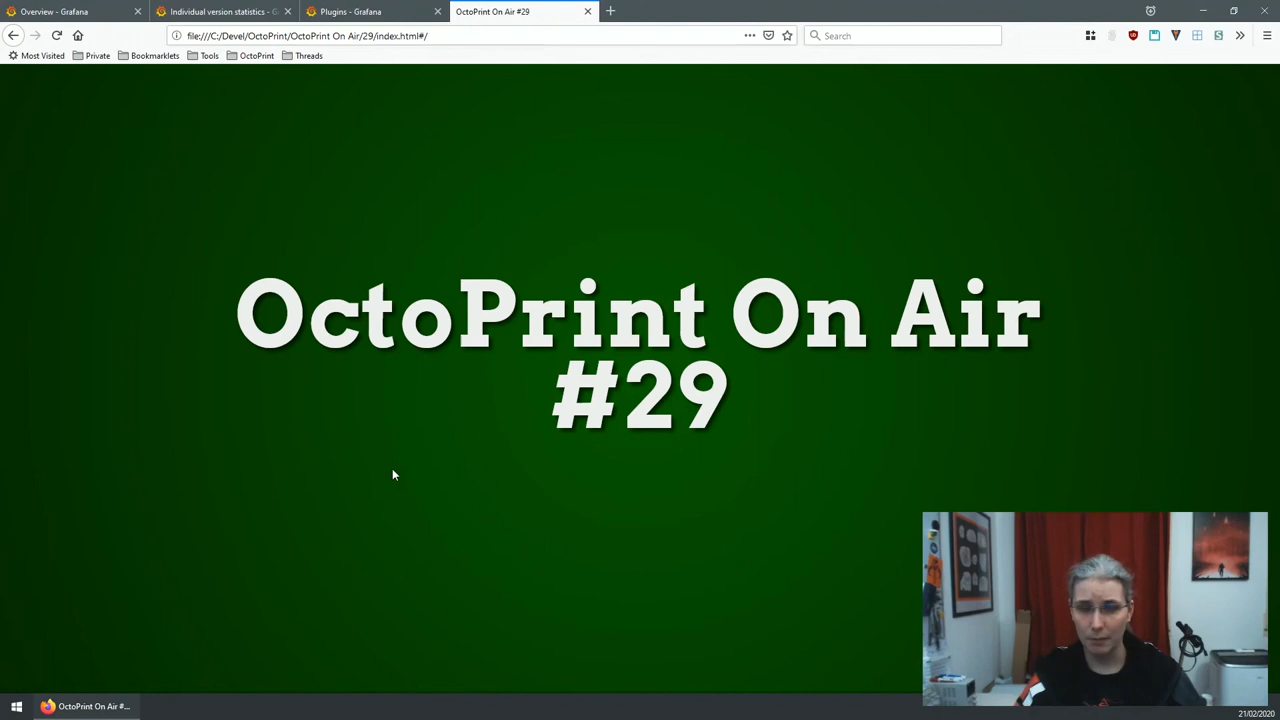 Overview - Grafana
Individual version statistics - G
Plugins - Grafana
OctoPrint On Air #29
file:///C:/Devel/OctoPrint/OctoPrint On Air/29/index.html#/
Search
Most Visited
Private
Bookmarklets
Tools
OctoPrint
Threads
OctoPrint On Air
#29
OctoPrint On Air #...
21/02/2020